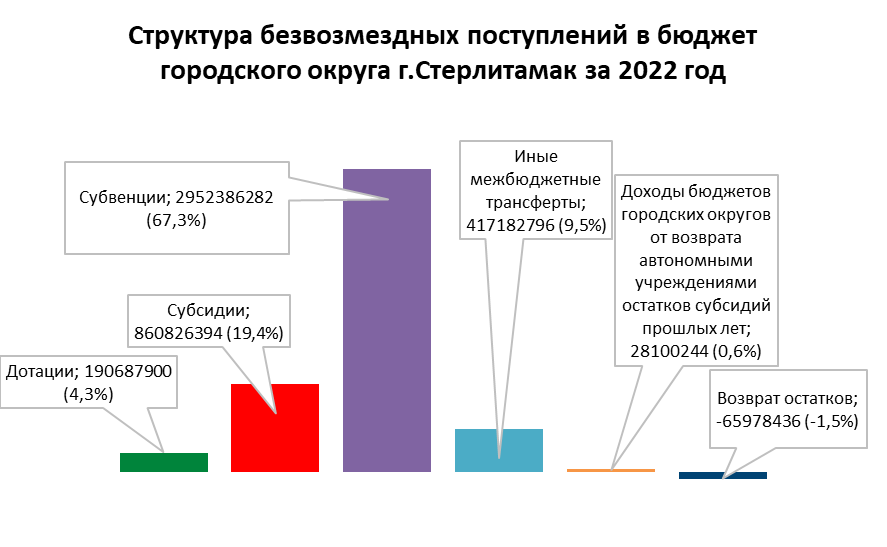 Структура безвозмездных поступлений в бюджет
городского округа г.Стерлитамак за 2022 год
Субвенции; 2952386282
(67,3%)
Иные
межбюджетные
трансферты;
417182796 (9,5%)
Доходы бюджетов
городских округов
от возврата
автономными
учреждениями
остатков субсидий
прошлых лет;
28100244 (0,6%)
Субсидии;
860826394 (19,4%)
Дотации; 190687900
(4,3%)
Возврат остатков;
-65978436 (-1,5%)